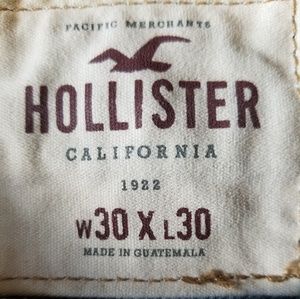 PACIFIC MERCHANTS
HOLLISTER
CALIFORNIA
1922
W30 X L30
MADE IN GUATEMALA